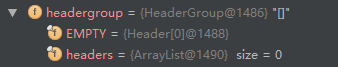 headergroup = {HeaderGroup@1486} "[]"
EMPTY = {Header[0]@1488}
headers = {ArrayList@1490} size = 0